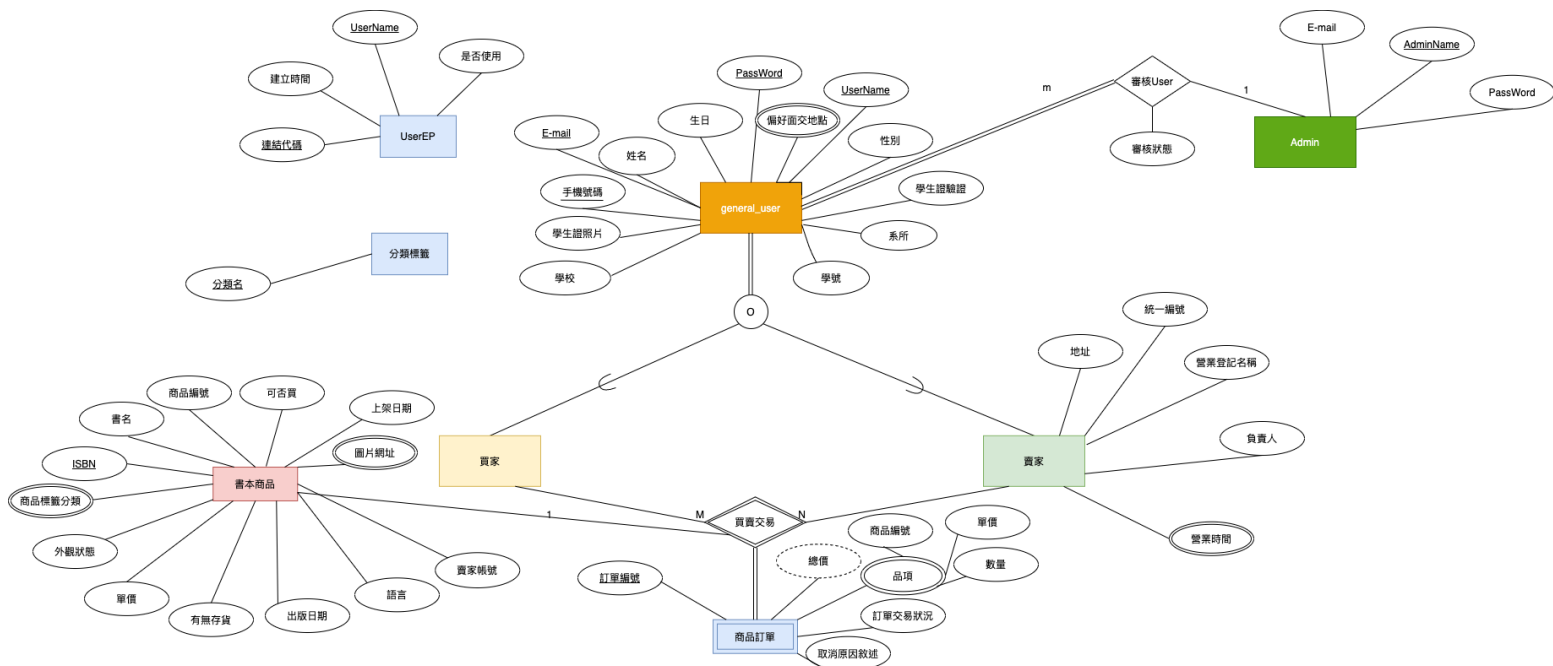 E-mail
UserName
AdminName
是否使用
PassWord
建立時間
審核User
m
1
UserName
PassWord
生日
偏好面交地點
E-mail
UserEP
性別
Admin
連結代碼
審核狀態
姓名
手機號碼
學生證驗證
general_user
學生證照片
系所
分類標籤
學校
學號
分類名
O
統一編號
地址
營業登記名稱
商品編號
可否買
上架日期
書名
負責人
圖片網址
ISBN
買家
賣家
書本商品
商品標籤分類
1
M
買賣交易
N
單價
商品編號
營業時間
外觀狀態
總價
數量
賣家帳號
訂單編號
品項
語言
單價
有無存貨
出版日期
訂單交易狀況
商品訂單
取消原因敘述